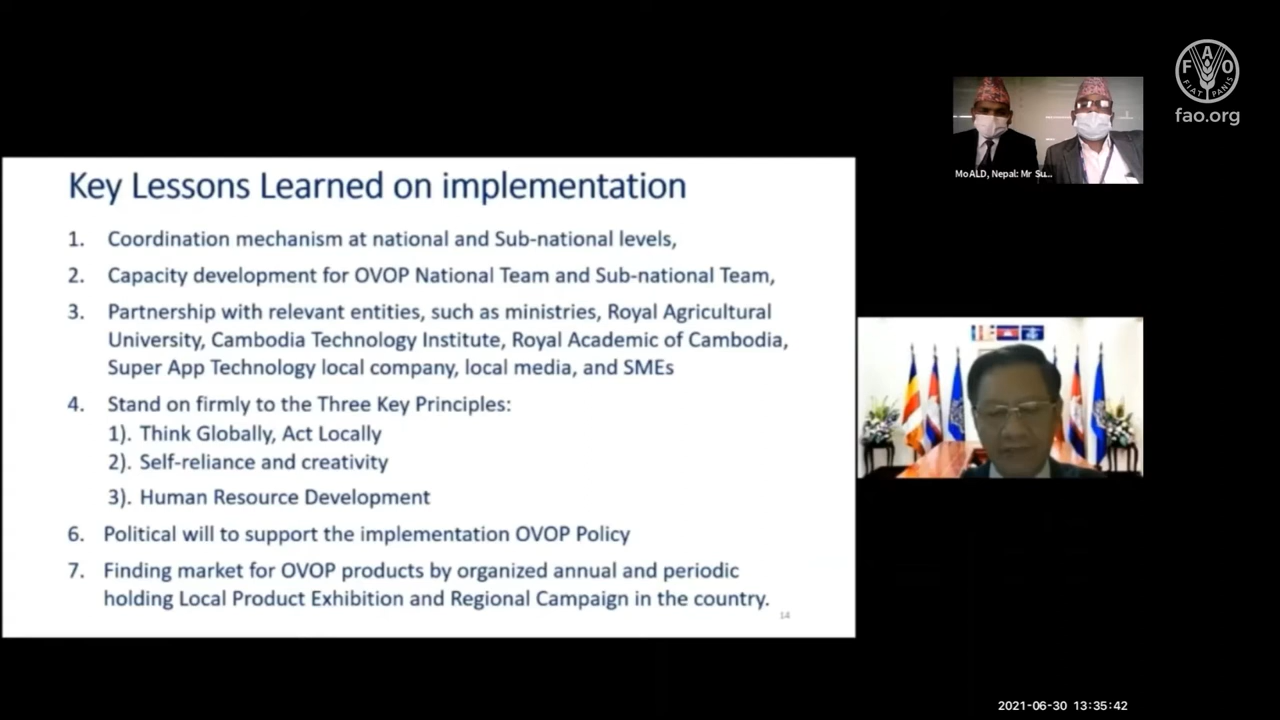 FAO
FIAT PANIS
fao.org
MoALD, Nepal: Mr Su...
Key Lessons Learned on implementation
1. Coordination mechanism at national and Sub-national levels,
2. Capacity development for OVOP National Team and Sub-national Team,
3. Partnership with relevant entities, such as ministries, Royal Agricultural
University, Cambodia Technology Institute, Royal Academic of Cambodia,
Super App Technology local company, local media, and SMEs
4. Stand on firmly to the Three Key Principles:
1). Think Globally, Act Locally
2). Self-reliance and creativity
3). Human Resource Development
6. Political will to support the implementation OVOP Policy
7. Finding market for OVOP products by organized annual and periodic
holding Local Product Exhibition and Regional Campaign in the country.
14
2021-06-30 13:35:42